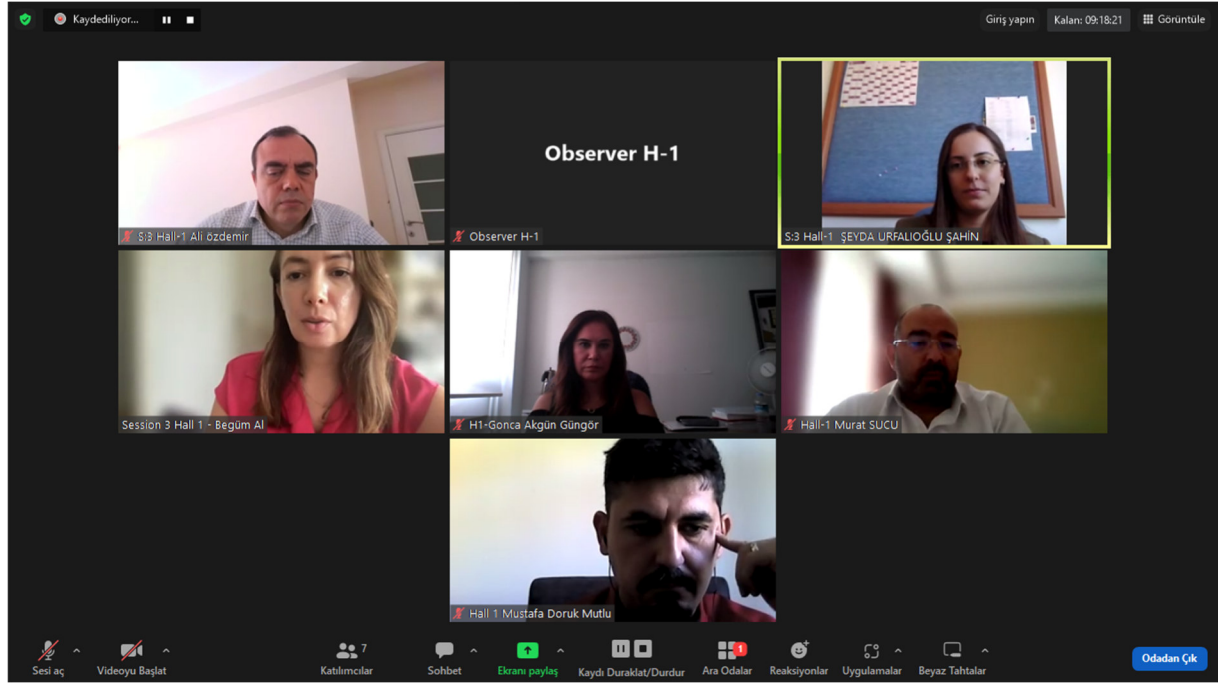 Kaydediliyor...
Giriş yapın
Kalan: 09:18:21
Görüntüle
Observer H-1
S:3 Hall-1 Ali özdemir
Observer H-1
S:3 Hall-1 ŞEYDA URFALIOĞLU ŞAHİN
Session 3 Hall 1 - Begüm Al
H1-Gonca Akgün Güngör
Hall-1 Murat SUCU
Hall 1 Mustafa Doruk Mutlu
7
1
Sesi aç
Videoyu Başlat
Katılımcılar
Sohbet
Ekranı paylaş
Kaydı Duraklat/Durdur
Ara Odalar
Reaksiyonlar
Uygulamalar
Beyaz Tahtalar
Odadan Çık